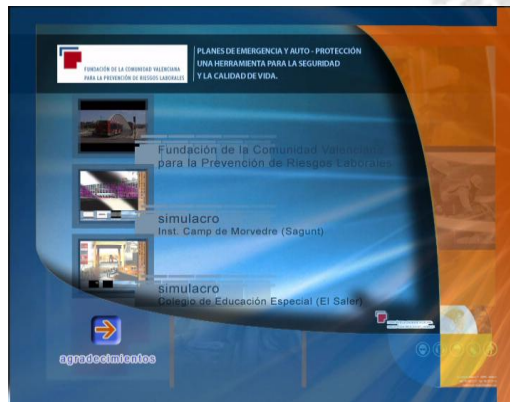 FUNDACIÓN DE LA COMUNIDAD VALENCIANA
PARA LA PREVENCIÓN DE RIESGOS LABORALES
PLANES DE EMERGENCIA Y AUTO - PROTECCIÓN
UNA HERRAMIENTA PARA LA SEGURIDAD
Y LA CALIDAD DE VIDA.
Fundación de la Comunidad Valenciana
para la Prevención de Riesgos Laborales
simulacro
Inst. Camp de Morvedre (Sagunt)
simulacro
Colegio de Educación Especial (El Saler)
agradecimientos